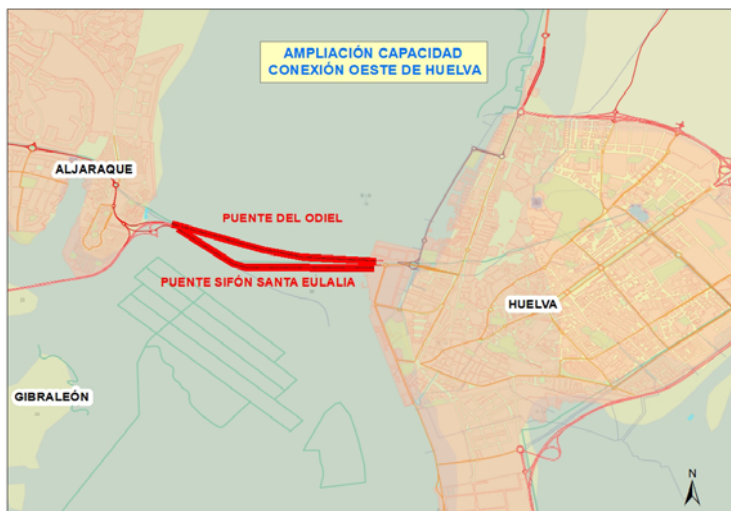 AMPLIACIÓN CAPACIDAD
CONEXIÓN OESTE DE HUELVA
ALJARAQUE
PUENTE DEL ODIEL
PUENTE SIFÓN SANTA EULALIA
HUELVA
GIBRALEÓN
N